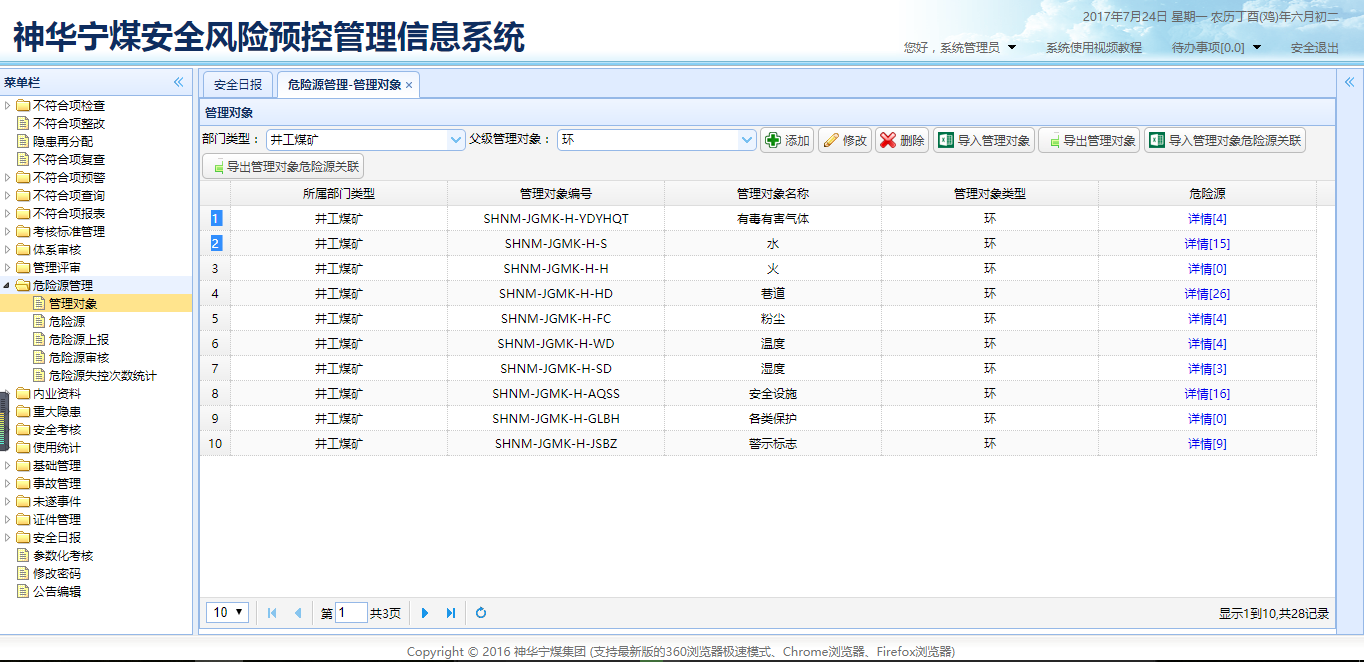 神华宁煤安全风险预控管理信息系统
2017年7月24日 星期一 农历丁酉(鸡)年六月初二
您好，系统管理员 系统使用视频教程 待办事项[0.0] 安全退出
菜单栏
不符合项检查
不符合项整改
隐患再分配
不符合项复查
不符合项预警
不符合项查询
不符合项报表
考核标准管理
体系审核
管理评审
危险源管理
管理对象
危险源
危险源上报
危险源审核
危险源失控次数统计
内业资料
重大隐患
安全考核
使用统计
基础管理
事故管理
未遂事件
证件管理
安全日报
参数化考核
修改密码
公告编辑
安全日报 危险源管理-管理对象 ×
管理对象
部门类型： 井工煤矿 父级管理对象： 环 添加 修改 删除 导入管理对象 导出管理对象 导入管理对象危险源关联
导出管理对象危险源关联
所属部门类型 管理对象编号 管理对象名称 管理对象类型 危险源
1 井工煤矿 SHNM-JGMK-H-YDYHQT 有毒有害气体 环 详情[4]
2 井工煤矿 SHNM-JGMK-H-S 水 环 详情[15]
3 井工煤矿 SHNM-JGMK-H-H 火 环 详情[0]
4 井工煤矿 SHNM-JGMK-H-HD 巷道 环 详情[26]
5 井工煤矿 SHNM-JGMK-H-FC 粉尘 环 详情[4]
6 井工煤矿 SHNM-JGMK-H-WD 温度 环 详情[4]
7 井工煤矿 SHNM-JGMK-H-SD 湿度 环 详情[3]
8 井工煤矿 SHNM-JGMK-H-AQSS 安全设施 环 详情[16]
9 井工煤矿 SHNM-JGMK-H-GLBH 各类保护 环 详情[0]
10 井工煤矿 SHNM-JGMK-H-JSBZ 警示标志 环 详情[9]
10 第 1 共3页 显示1到10,共28记录
Copyright © 2016 神华宁煤集团 (支持最新版的360浏览器极速模式、Chrome浏览器、Firefox浏览器)